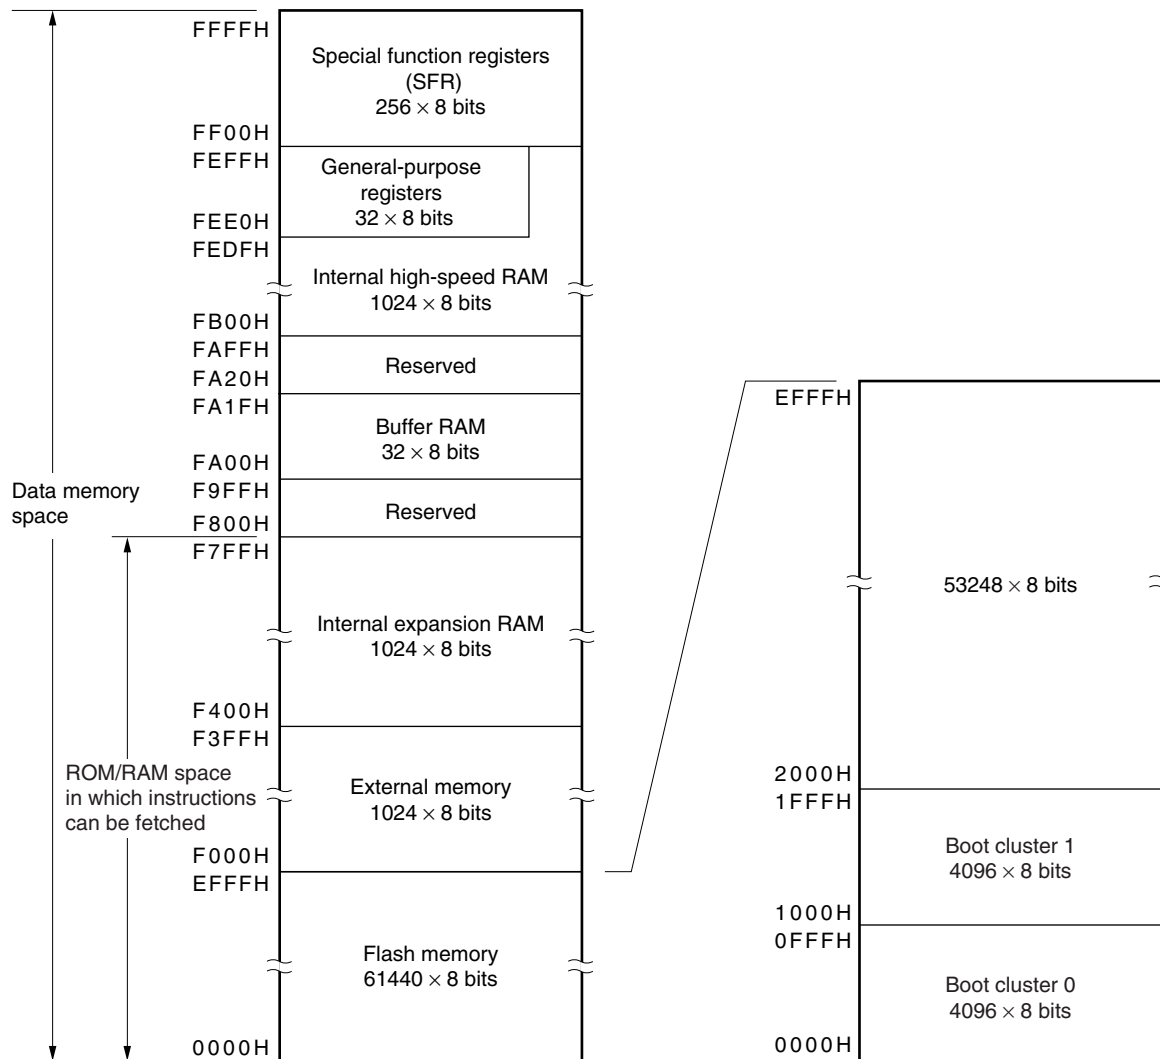 FFFFH
Special function registers
(SFR)
256 × 8 bits
FF00H
FEFFH
General-purpose
registers
32 × 8 bits
FEE0H
FEDFH
Internal high-speed RAM
1024 × 8 bits
FB00H
FAFFH
Reserved
FA20H
FA1FH
Buffer RAM
32 × 8 bits
FA00H
F9FFH
Reserved
F800H
F7FFH
Data memory
space
Internal expansion RAM
1024 × 8 bits
F400H
F3FFH
ROM/RAM space
in which instructions
can be fetched
External memory
1024 × 8 bits
F000H
EFFFH
Flash memory
61440 × 8 bits
0000H
EFFFH
53248 × 8 bits
2000H
1FFFH
Boot cluster 1
4096 × 8 bits
1000H
0FFFH
Boot cluster 0
4096 × 8 bits
0000H